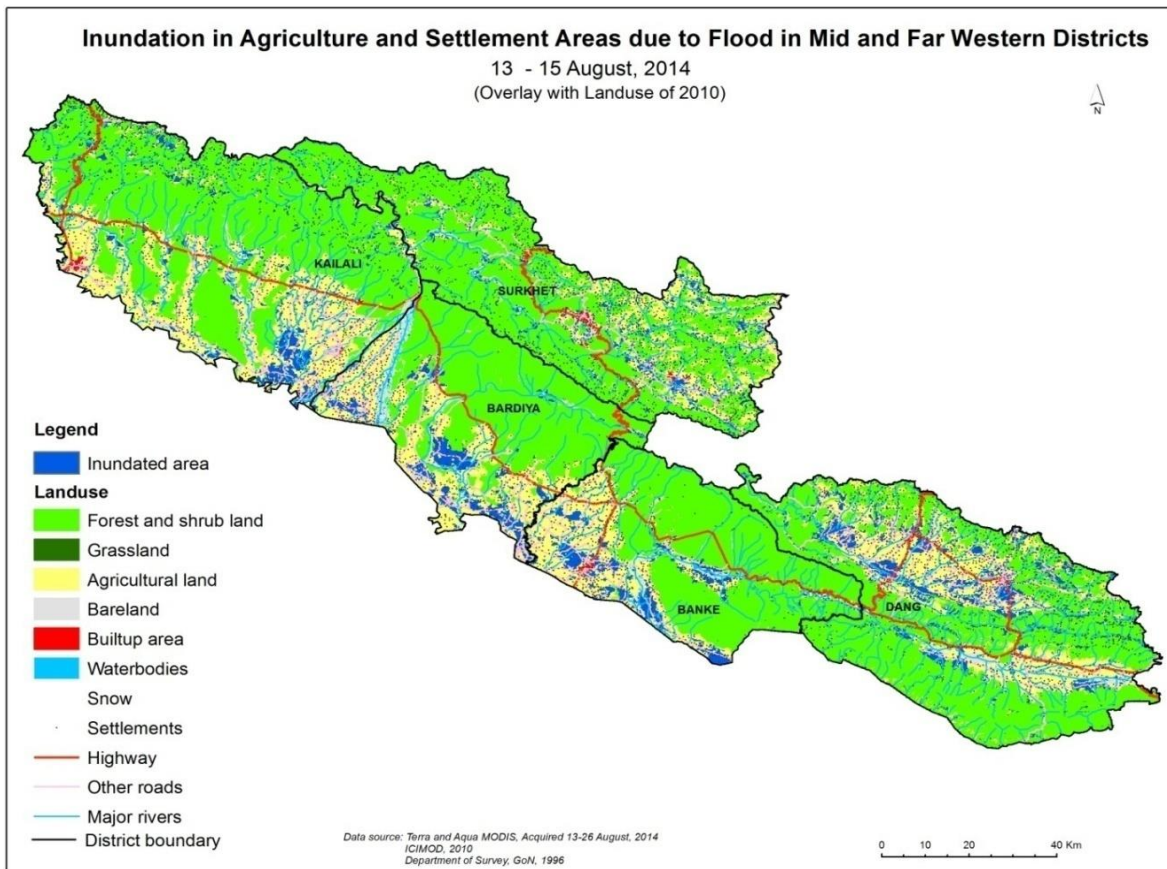 Inundation in Agriculture and Settlement Areas due to Flood in Mid and Far Western Districts
13 - 15 August, 2014
(Overlay with Landuse of 2010)
N
KAILALI
SURKHET
BARDIYA
BANKE
DANG
Legend
Inundated area
Landuse
Forest and shrub land
Grassland
Agricultural land
Bareland
Builtup area
Waterbodies
Snow
Settlements
Highway
Other roads
Major rivers
District boundary
Data source: Terra and Aqua MODIS, Acquired 13-26 August, 2014
ICIMOD, 2010
Department of Survey, GoN, 1996
0 10 20 40 Km